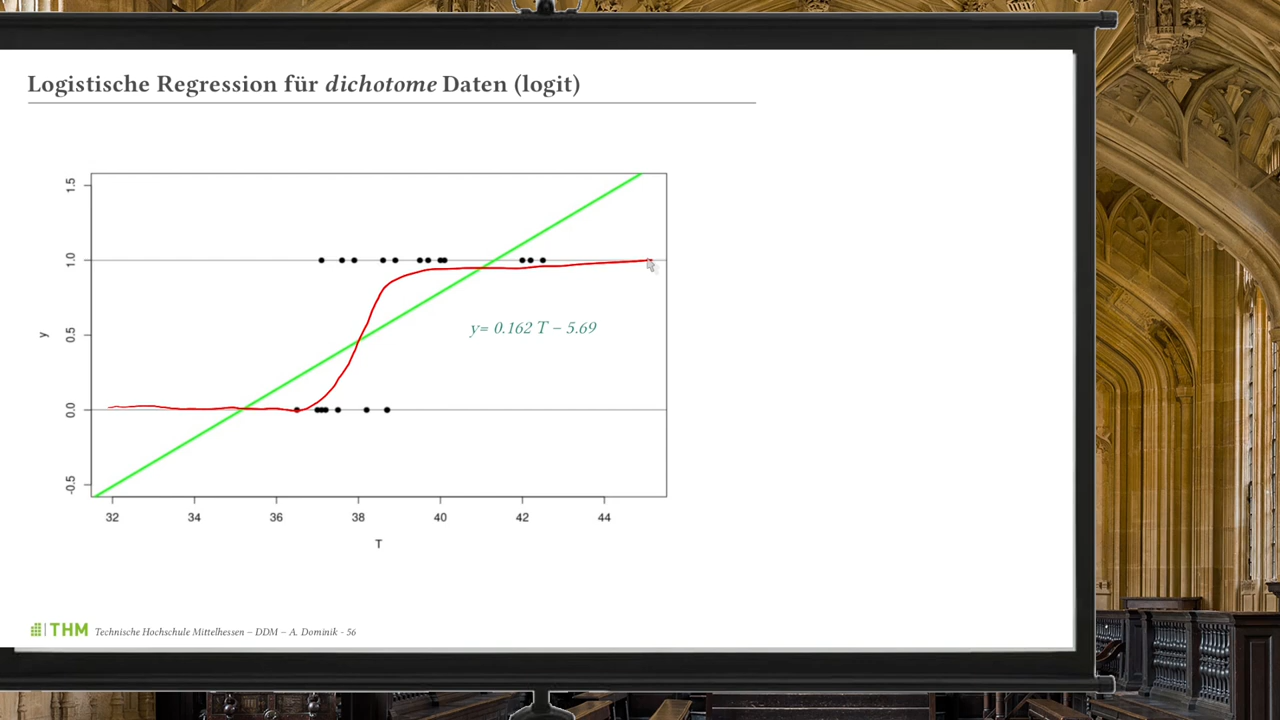 Logistische Regression für dichotome Daten (logit)
1.5
1.0
0.5
0.0
-0.5
y
y= 0.162 T – 5.69
32 34 36 38 40 42 44
T
THM Technische Hochschule Mittelhessen – DDM – A. Dominik - 56